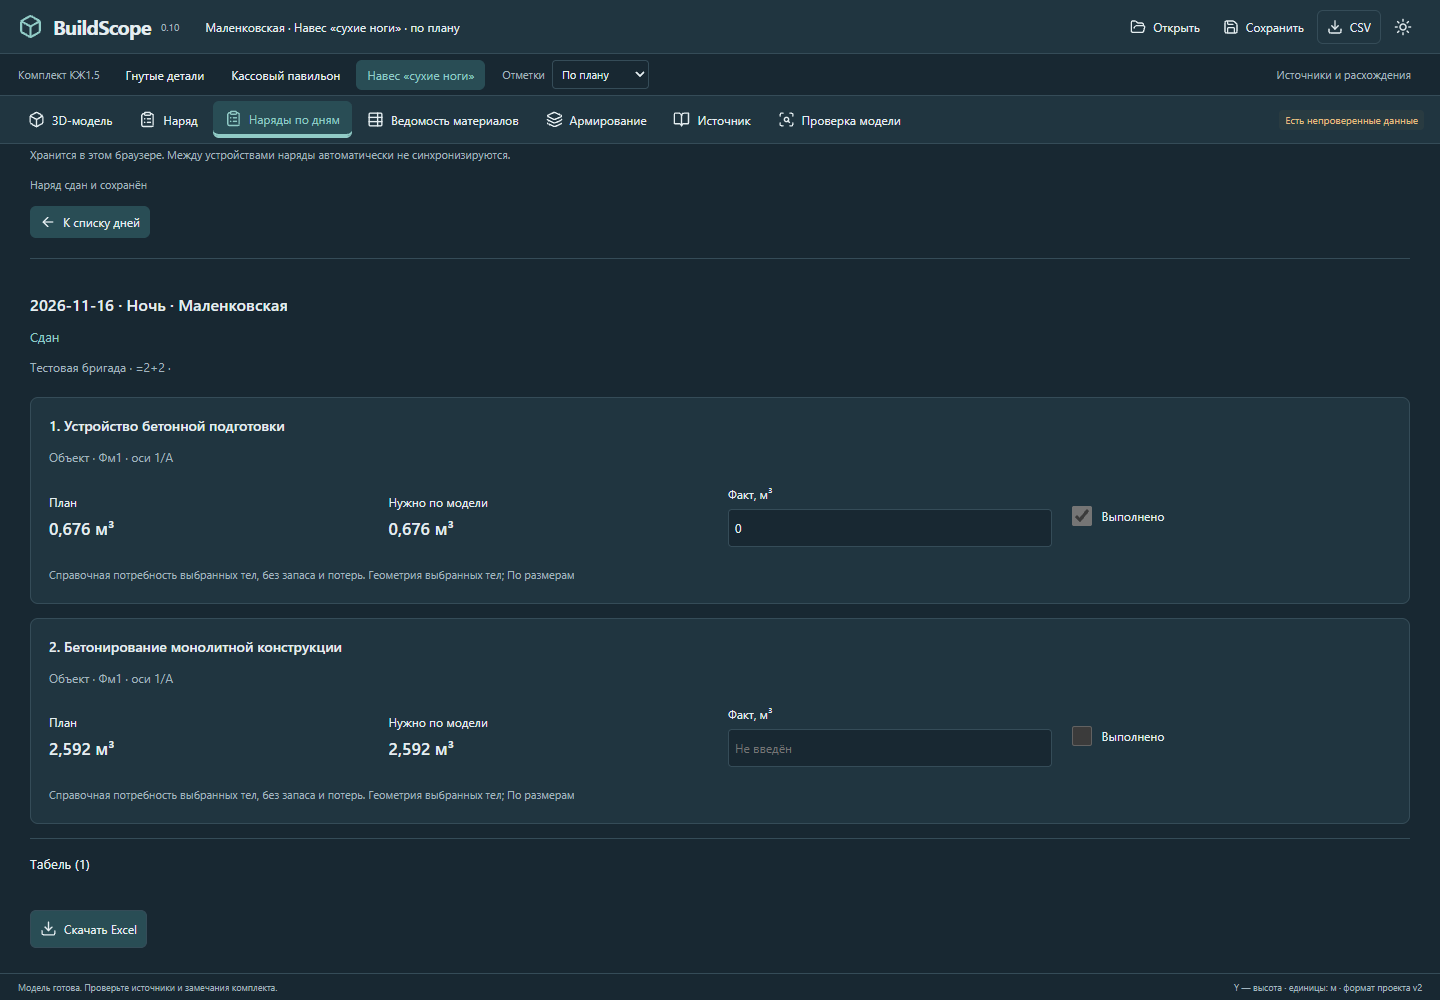 BuildScope 0.10 Маленковская · Навес «сухие ноги» · по плану Открыть Сохранить CSV
Комплект КЖ1.5 Гнутые детали Кассовый павильон Навес «сухие ноги» Отметки По плану Источники и расхождения
3D-модель Наряд Наряды по дням Ведомость материалов Армирование Источник Проверка модели Есть непроверенные данные
Хранится в этом браузере. Между устройствами наряды автоматически не синхронизируются.
Наряд сдан и сохранён
К списку дней
2026-11-16 · Ночь · Маленковская
Сдан
Тестовая бригада · =2+2 ·
1. Устройство бетонной подготовки
Объект · Фм1 · оси 1/А
План Нужно по модели Факт, м³
0,676 м³ 0,676 м³ 0 Выполнено
Справочная потребность выбранных тел, без запаса и потерь. Геометрия выбранных тел; По размерам
2. Бетонирование монолитной конструкции
Объект · Фм1 · оси 1/А
План Нужно по модели Факт, м³
2,592 м³ 2,592 м³ Не введён Выполнено
Справочная потребность выбранных тел, без запаса и потерь. Геометрия выбранных тел; По размерам
Табель (1)
Скачать Excel
Модель готова. Проверьте источники и замечания комплекта. Y — высота · единицы: м · формат проекта v2